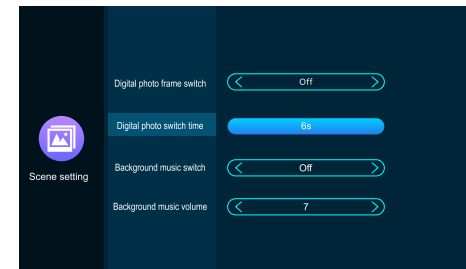 Digital photo frame switch
Off
Digital photo switch time
6s
Scene setting
Background music switch
Off
Background music volume
7